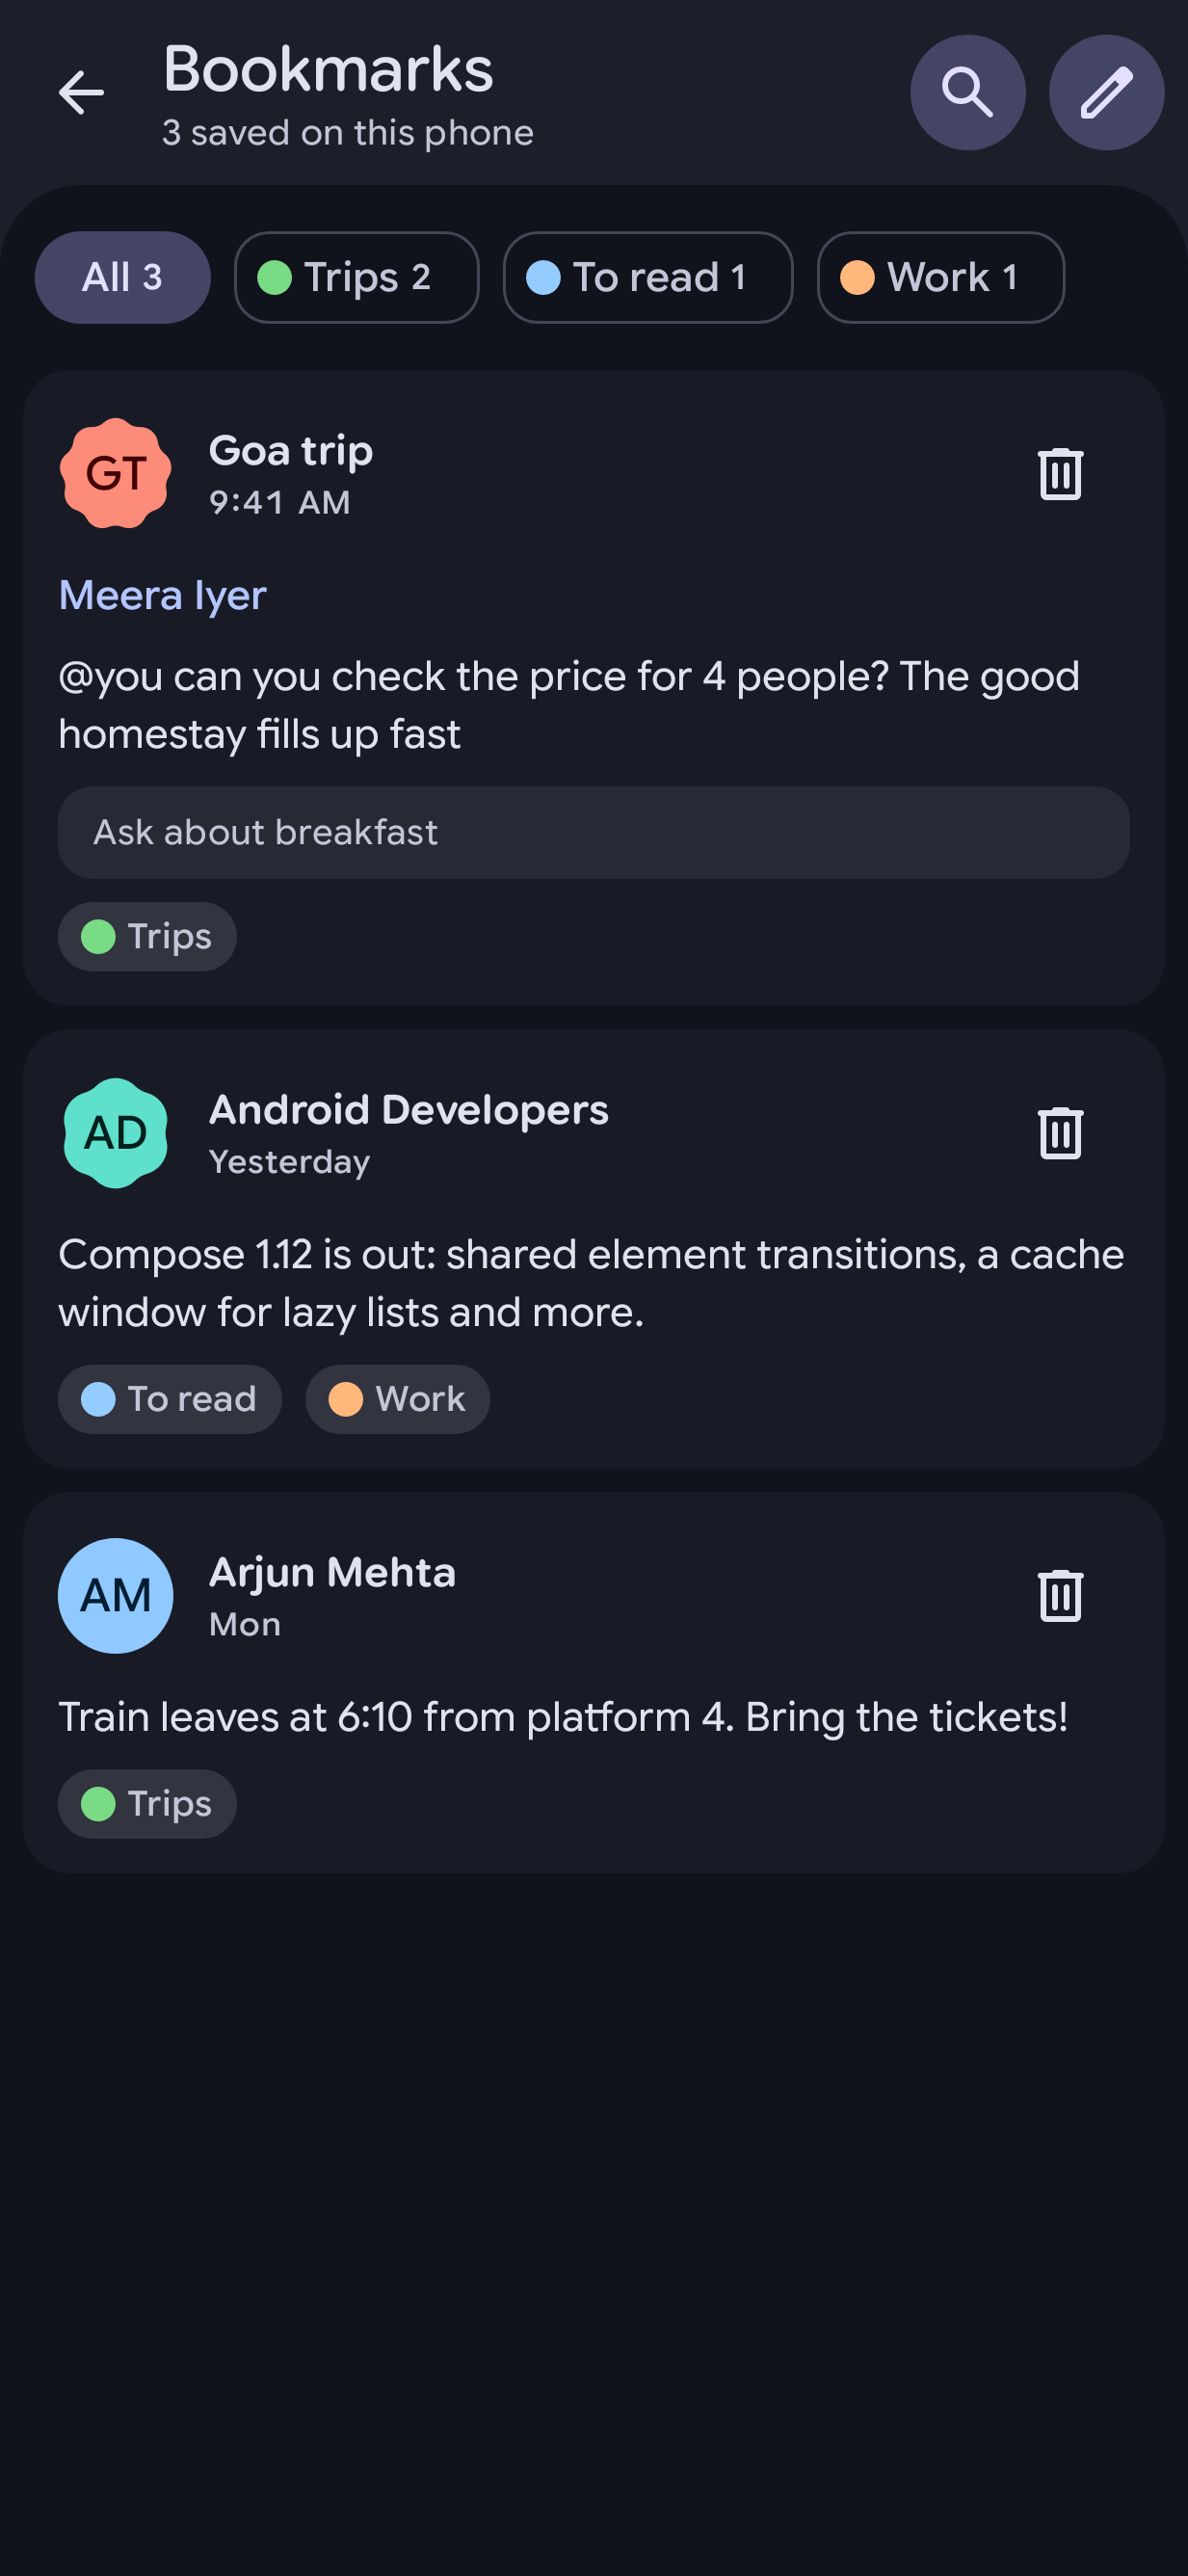 Bookmarks
3 saved on this phone
All 3
Trips 2
To read 1
Work 1
GT
Goa trip
9:41 AM
Meera Iyer
@you can you check the price for 4 people? The good
homestay fills up fast
Ask about breakfast
Trips
AD
Android Developers
Yesterday
Compose 1.12 is out: shared element transitions, a cache
window for lazy lists and more.
To read
Work
AM
Arjun Mehta
Mon
Train leaves at 6:10 from platform 4. Bring the tickets!
Trips